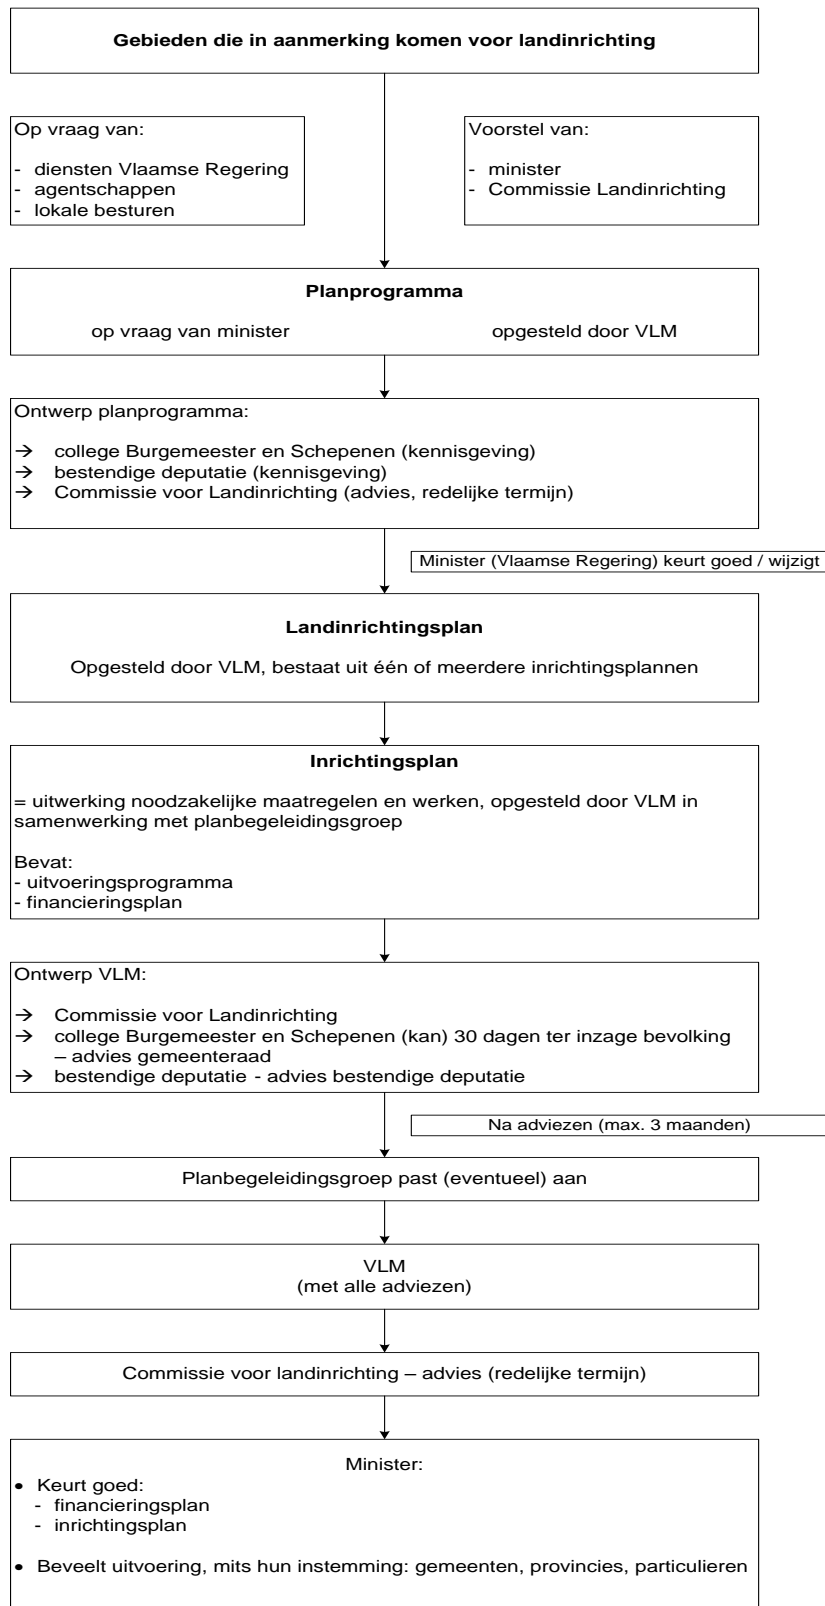 Gebieden die in aanmerking komen voor landinrichting
Op vraag van:
- diensten Vlaamse Regering
- agentschappen
- lokale besturen
Voorstel van:
- minister
- Commissie Landinrichting
Planprogramma
op vraag van minister
opgesteld door VLM
Ontwerp planprogramma:
→ college Burgemeester en Schepenen (kennisgeving)
→ bestendige deputatie (kennisgeving)
→ Commissie voor Landinrichting (advies, redelijke termijn)
Minister (Vlaamse Regering) keurt goed / wijzigt
Landinrichtingsplan
Opgesteld door VLM, bestaat uit één of meerdere inrichtingsplannen
Inrichtingsplan
= uitwerking noodzakelijke maatregelen en werken, opgesteld door VLM in
samenwerking met planbegeleidingsgroep
Bevat:
- uitvoeringsprogramma
- financieringsplan
Ontwerp VLM:
→ Commissie voor Landinrichting
→ college Burgemeester en Schepenen (kan) 30 dagen ter inzage bevolking
– advies gemeenteraad
→ bestendige deputatie - advies bestendige deputatie
Na adviezen (max. 3 maanden)
Planbegeleidingsgroep past (eventueel) aan
VLM
(met alle adviezen)
Commissie voor landinrichting – advies (redelijke termijn)
Minister:
• Keurt goed:
- financieringsplan
- inrichtingsplan
• Beveelt uitvoering, mits hun instemming: gemeenten, provincies, particulieren